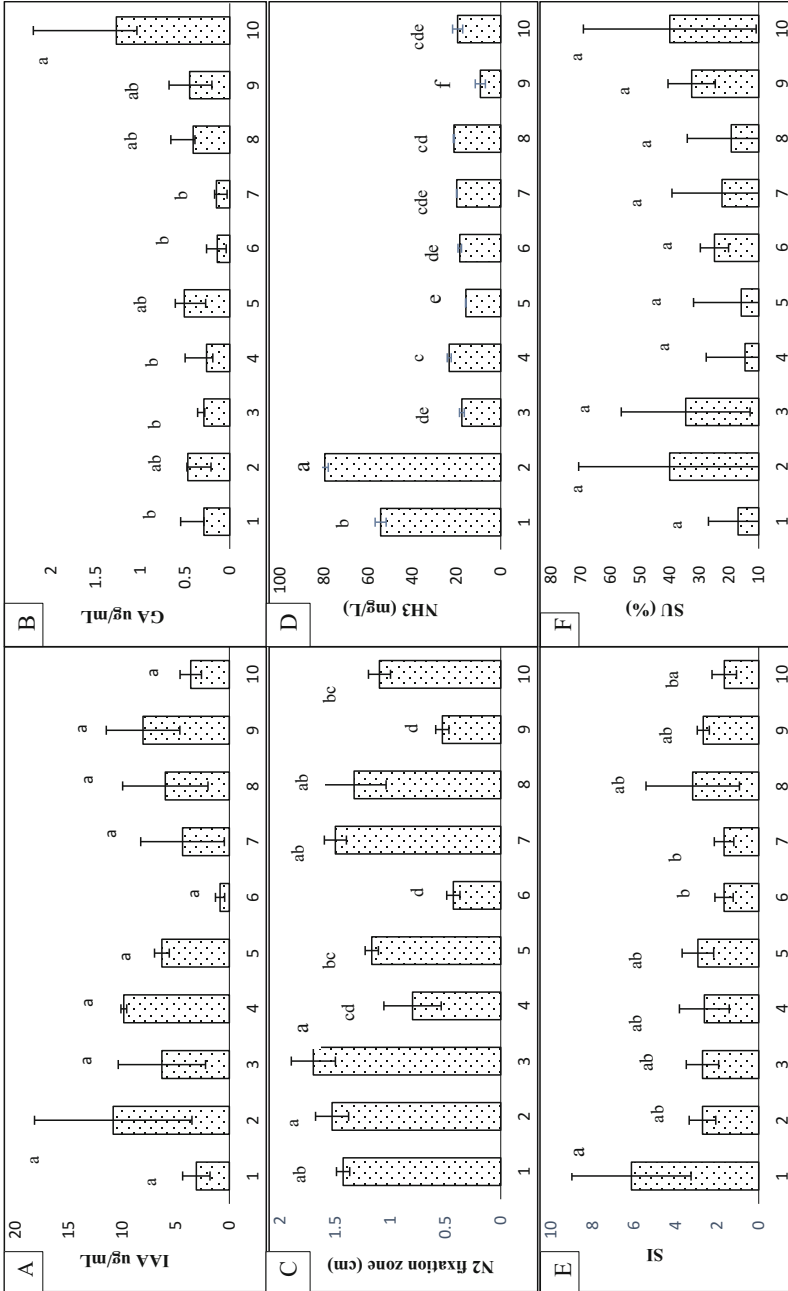 A
IAA ug/mL
20
15
10
5
0
a a a a a a a a a a
1 2 3 4 5 6 7 8 9 10
B
GA ug/mL
2
1.5
1
0.5
0
b ab b b ab b b ab ab a
1 2 3 4 5 6 7 8 9 10
C
N2 fixation zone (cm)
2
1.5
1
0.5
0
ab a a cd bc d ab ab d bc
1 2 3 4 5 6 7 8 9 10
D
NH3 (mg/L)
100
80
60
40
20
0
b a de c e de cde cd f cde
1 2 3 4 5 6 7 8 9 10
E
SI
10
8
6
4
2
0
a ab ab ab ab b b ab ab ba
1 2 3 4 5 6 7 8 9 10
F
SU (%)
80
70
60
50
40
30
20
10
a a a a a a a a a a
1 2 3 4 5 6 7 8 9 10